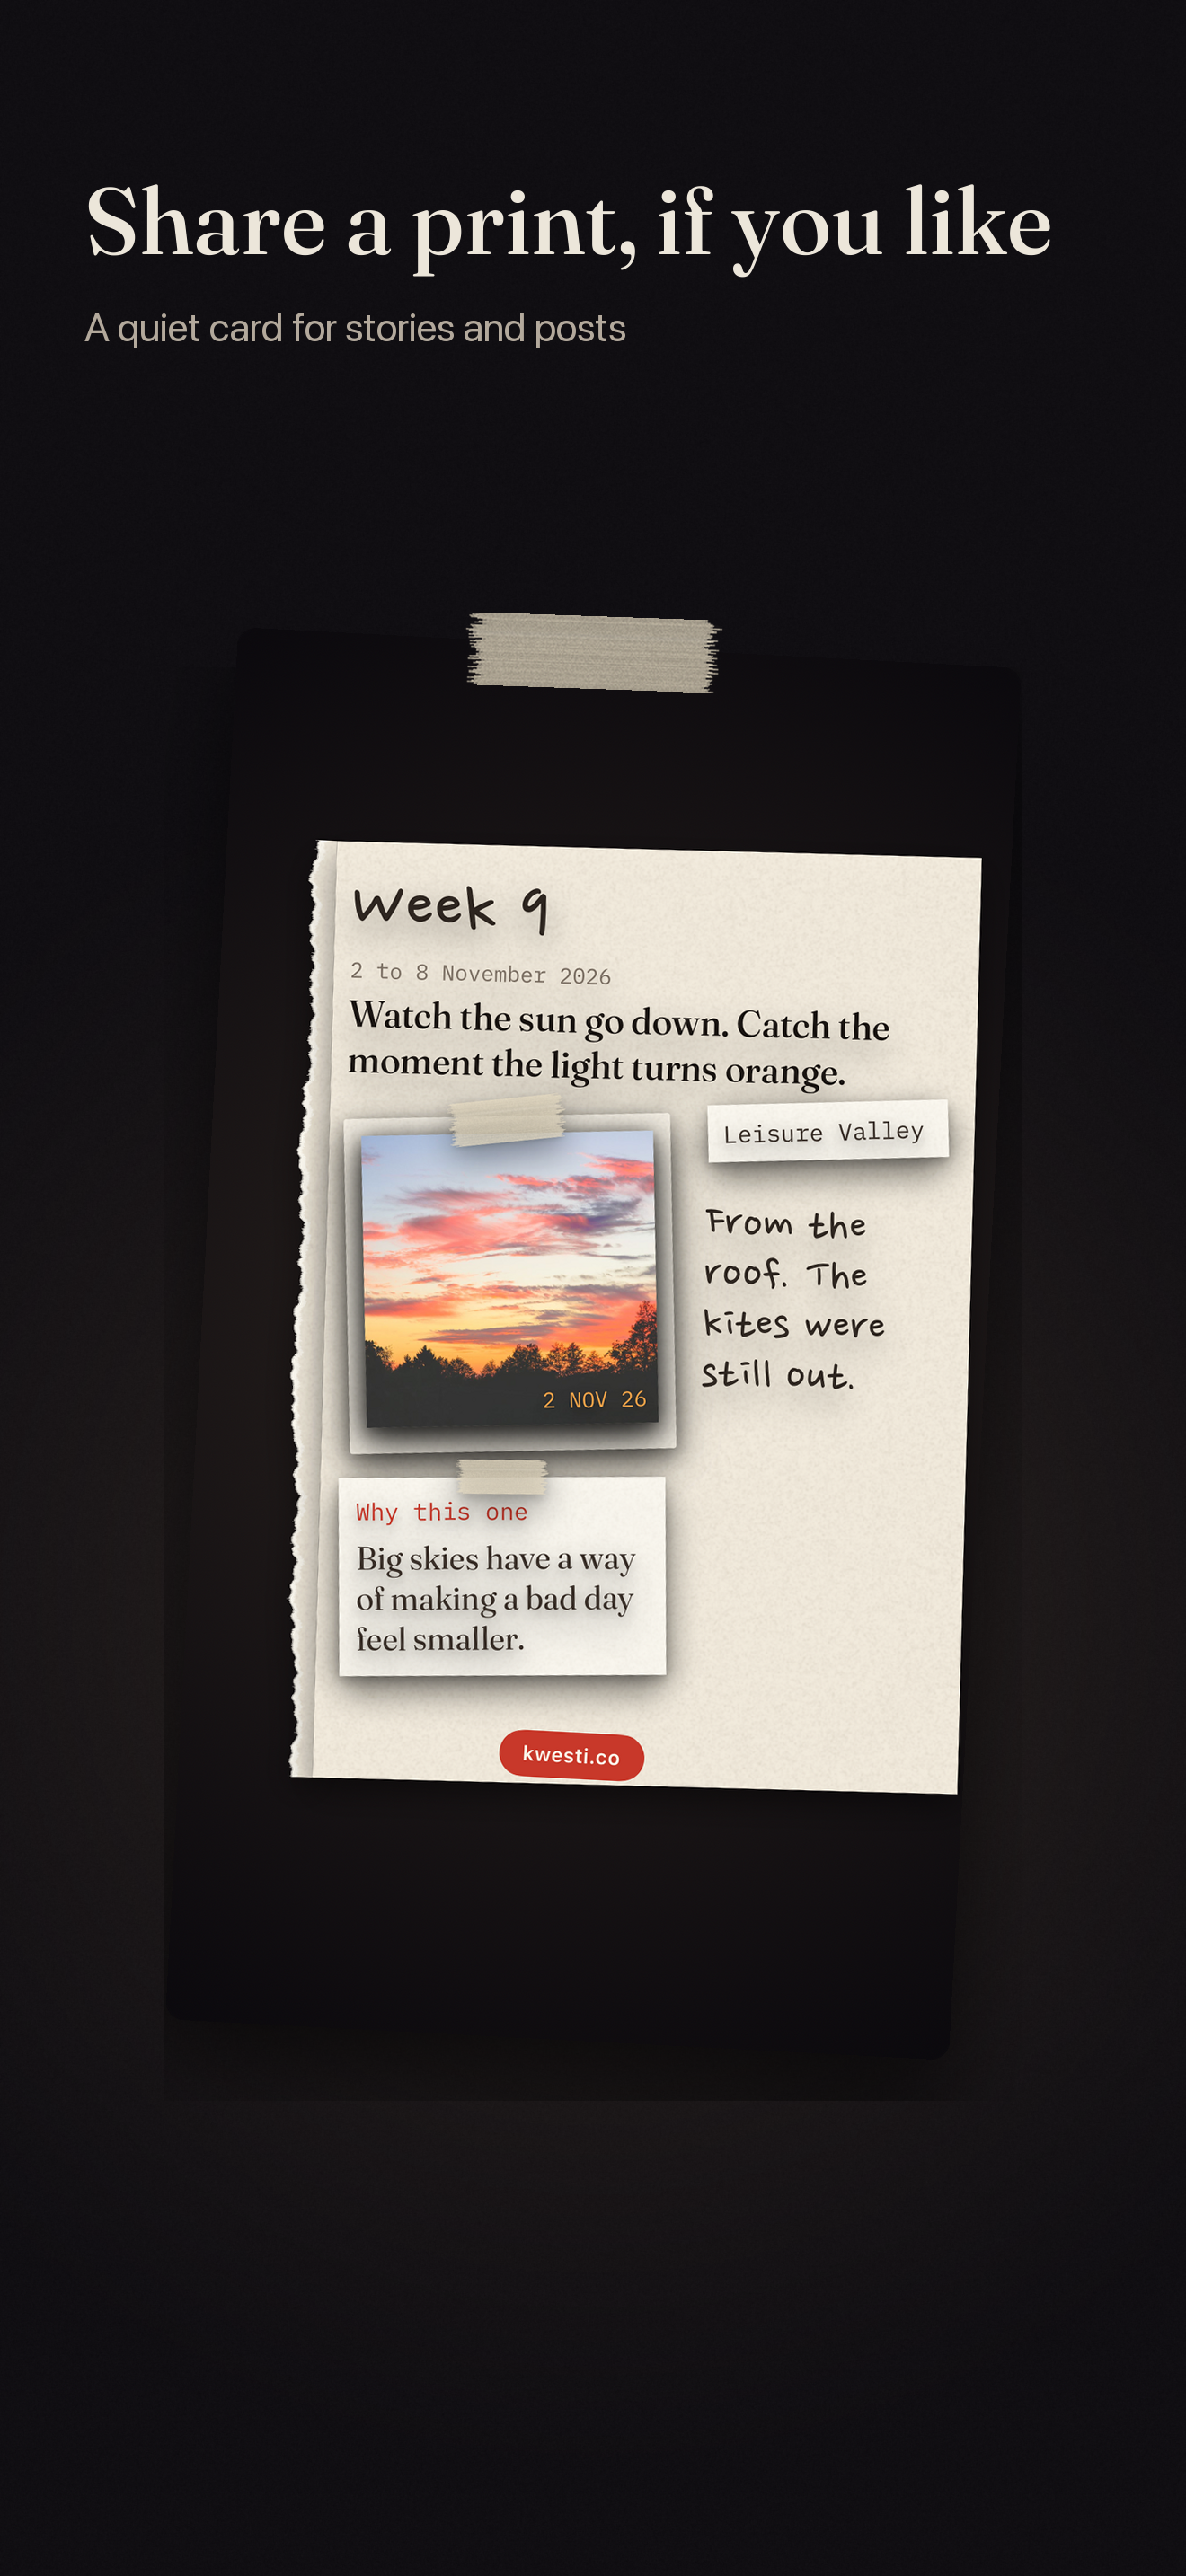 Share a print, if you like
A quiet card for stories and posts
Week 9
2 to 8 November 2026
Watch the sun go down. Catch the
moment the light turns orange.
Leisure Valley
From the
roof. The
kites were
still out.
2 NOV 26
Why this one
Big skies have a way
of making a bad day
feel smaller.
kwesti.co